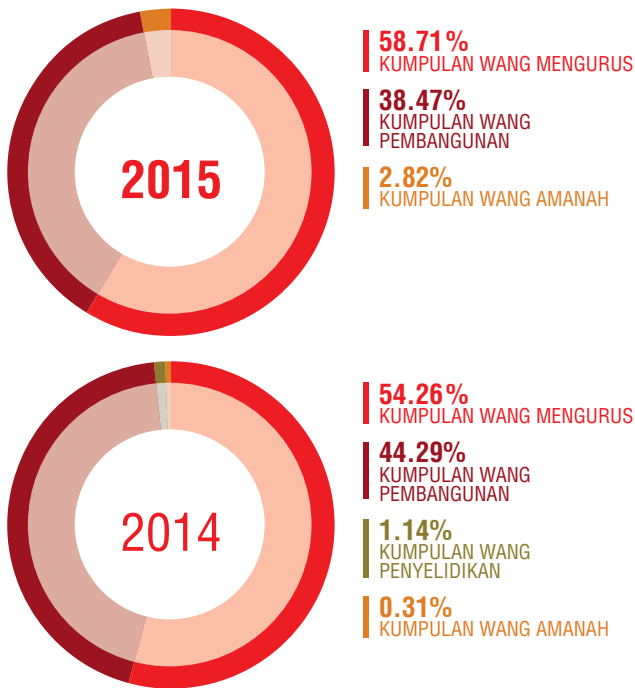 2015
58.71%
KUMPULAN WANG MENGURUS
38.47%
KUMPULAN WANG
PEMBANGUNAN
2.82%
KUMPULAN WANG AMANAH
2014
54.26%
KUMPULAN WANG MENGURUS
44.29%
KUMPULAN WANG
PEMBANGUNAN
1.14%
KUMPULAN WANG
PENYELIDIKAN
0.31%
KUMPULAN WANG AMANAH